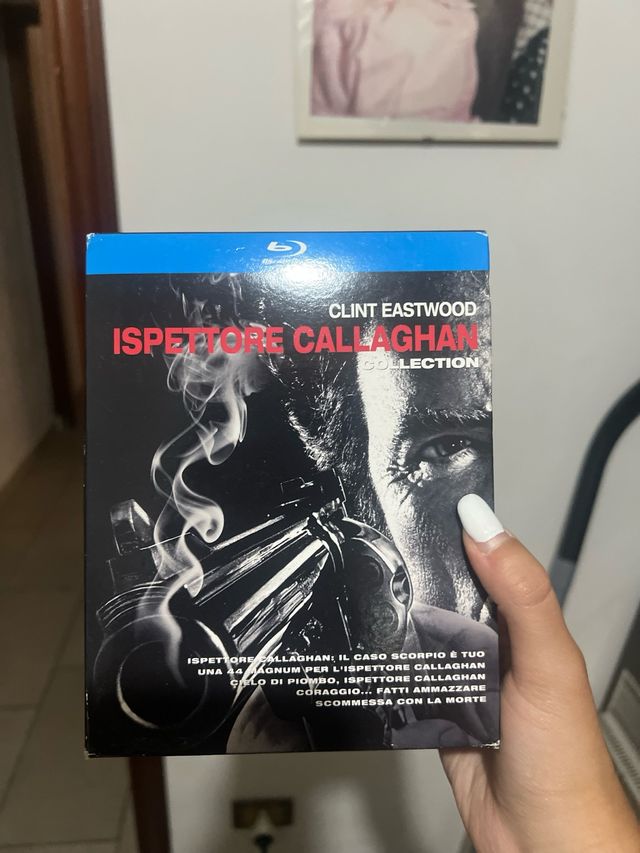 CLINT EASTWOOD
ISPETTORE CALLAGHAN
COLLECTION
ISPETTORE CALLAGHAN: IL CASO SCORPIO È TUO
UNA 44 MAGNUM PER L'ISPETTORE CALLAGHAN
CIELO DI PIOMBO, ISPETTORE CALLAGHAN
CORAGGIO... FATTI AMMAZZARE
SCOMMESSA CON LA MORTE